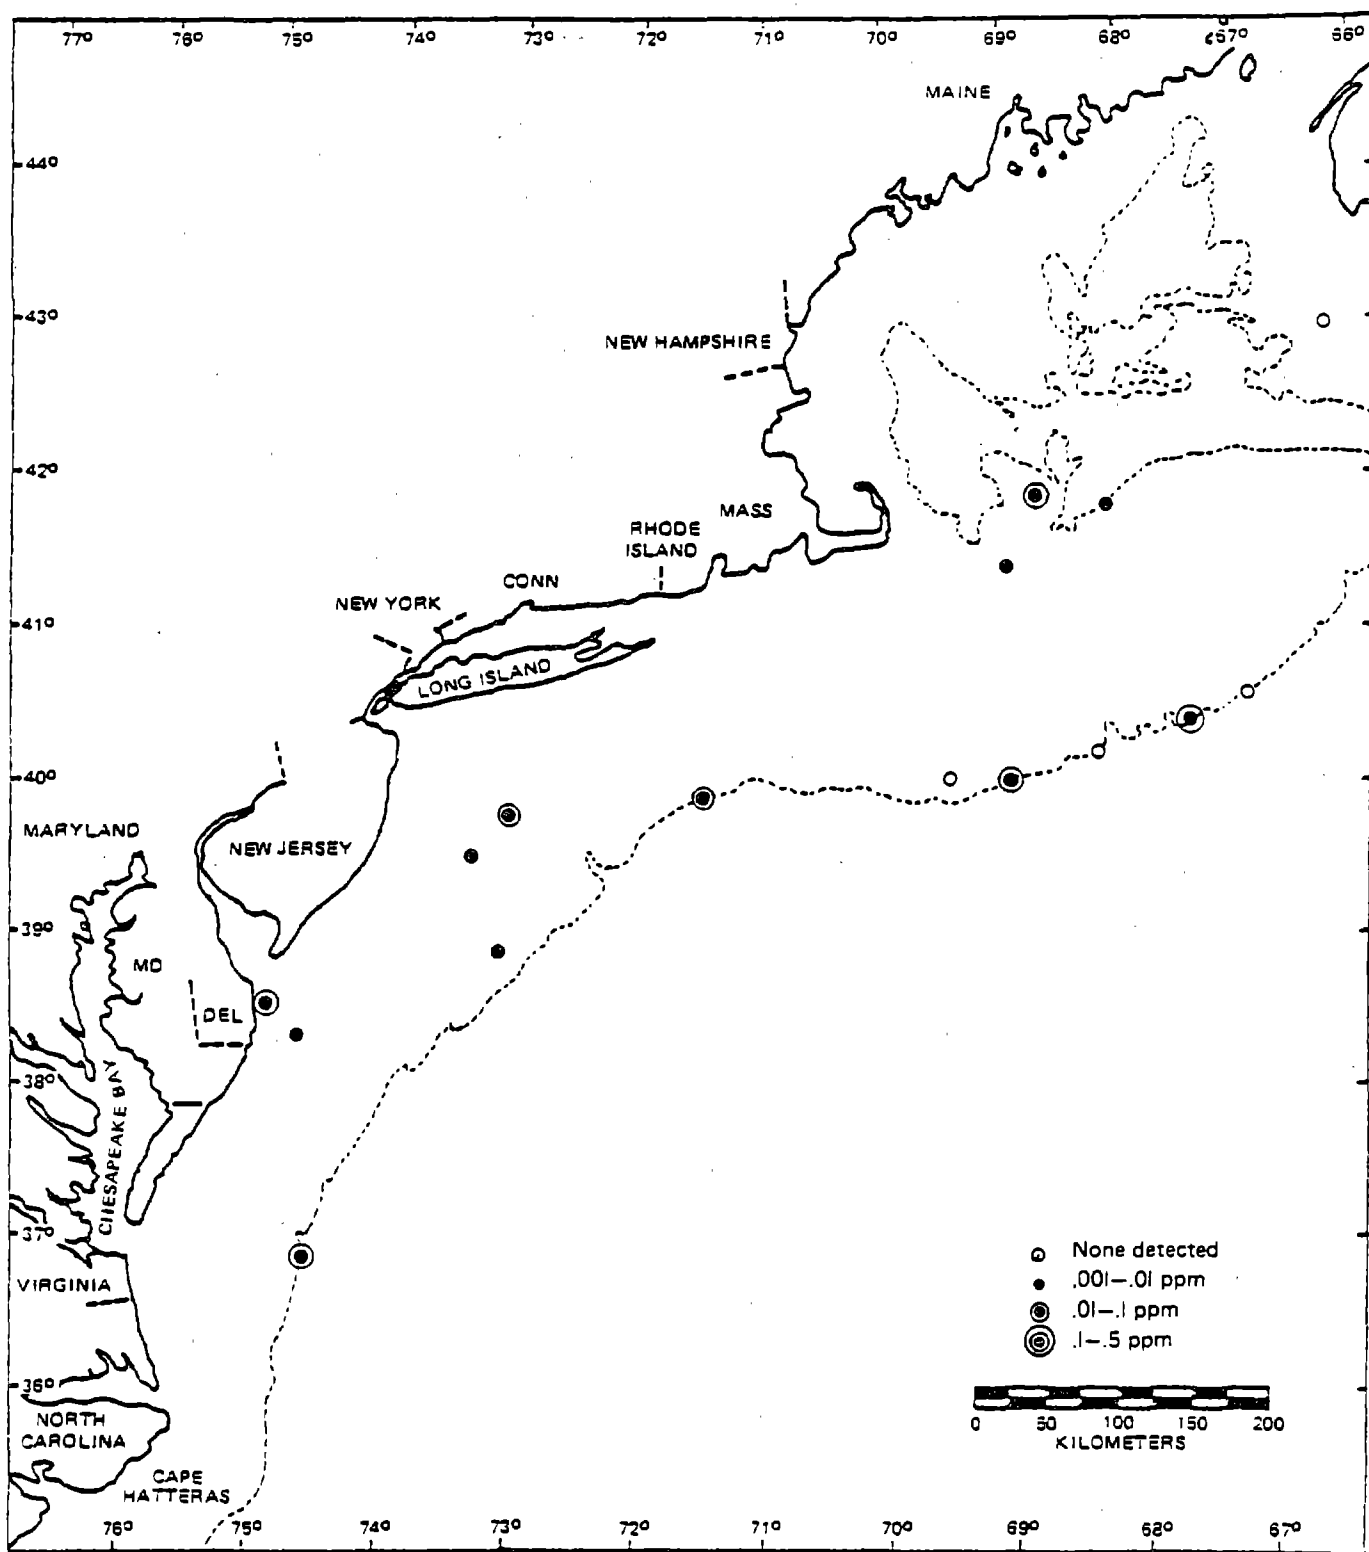 77° 76° 75° 74° 73° 72° 71° 70° 69° 68° 67° 66°
MAINE
44°
43°
NEW HAMPSHIRE
42°
MASS
RHODE
ISLAND
CONN
NEW YORK
41°
LONG ISLAND
40°
MARYLAND
NEW JERSEY
39°
MD
DEL
38°
CHESAPEAKE BAY
37°
None detected
VIRGINIA
.001–.01 ppm
.01–.1 ppm
.1–.5 ppm
36°
NORTH
CAROLINA
0 50 100 150 200
KILOMETERS
CAPE
HATTERAS
76° 75° 74° 73° 72° 71° 70° 69° 68° 67°